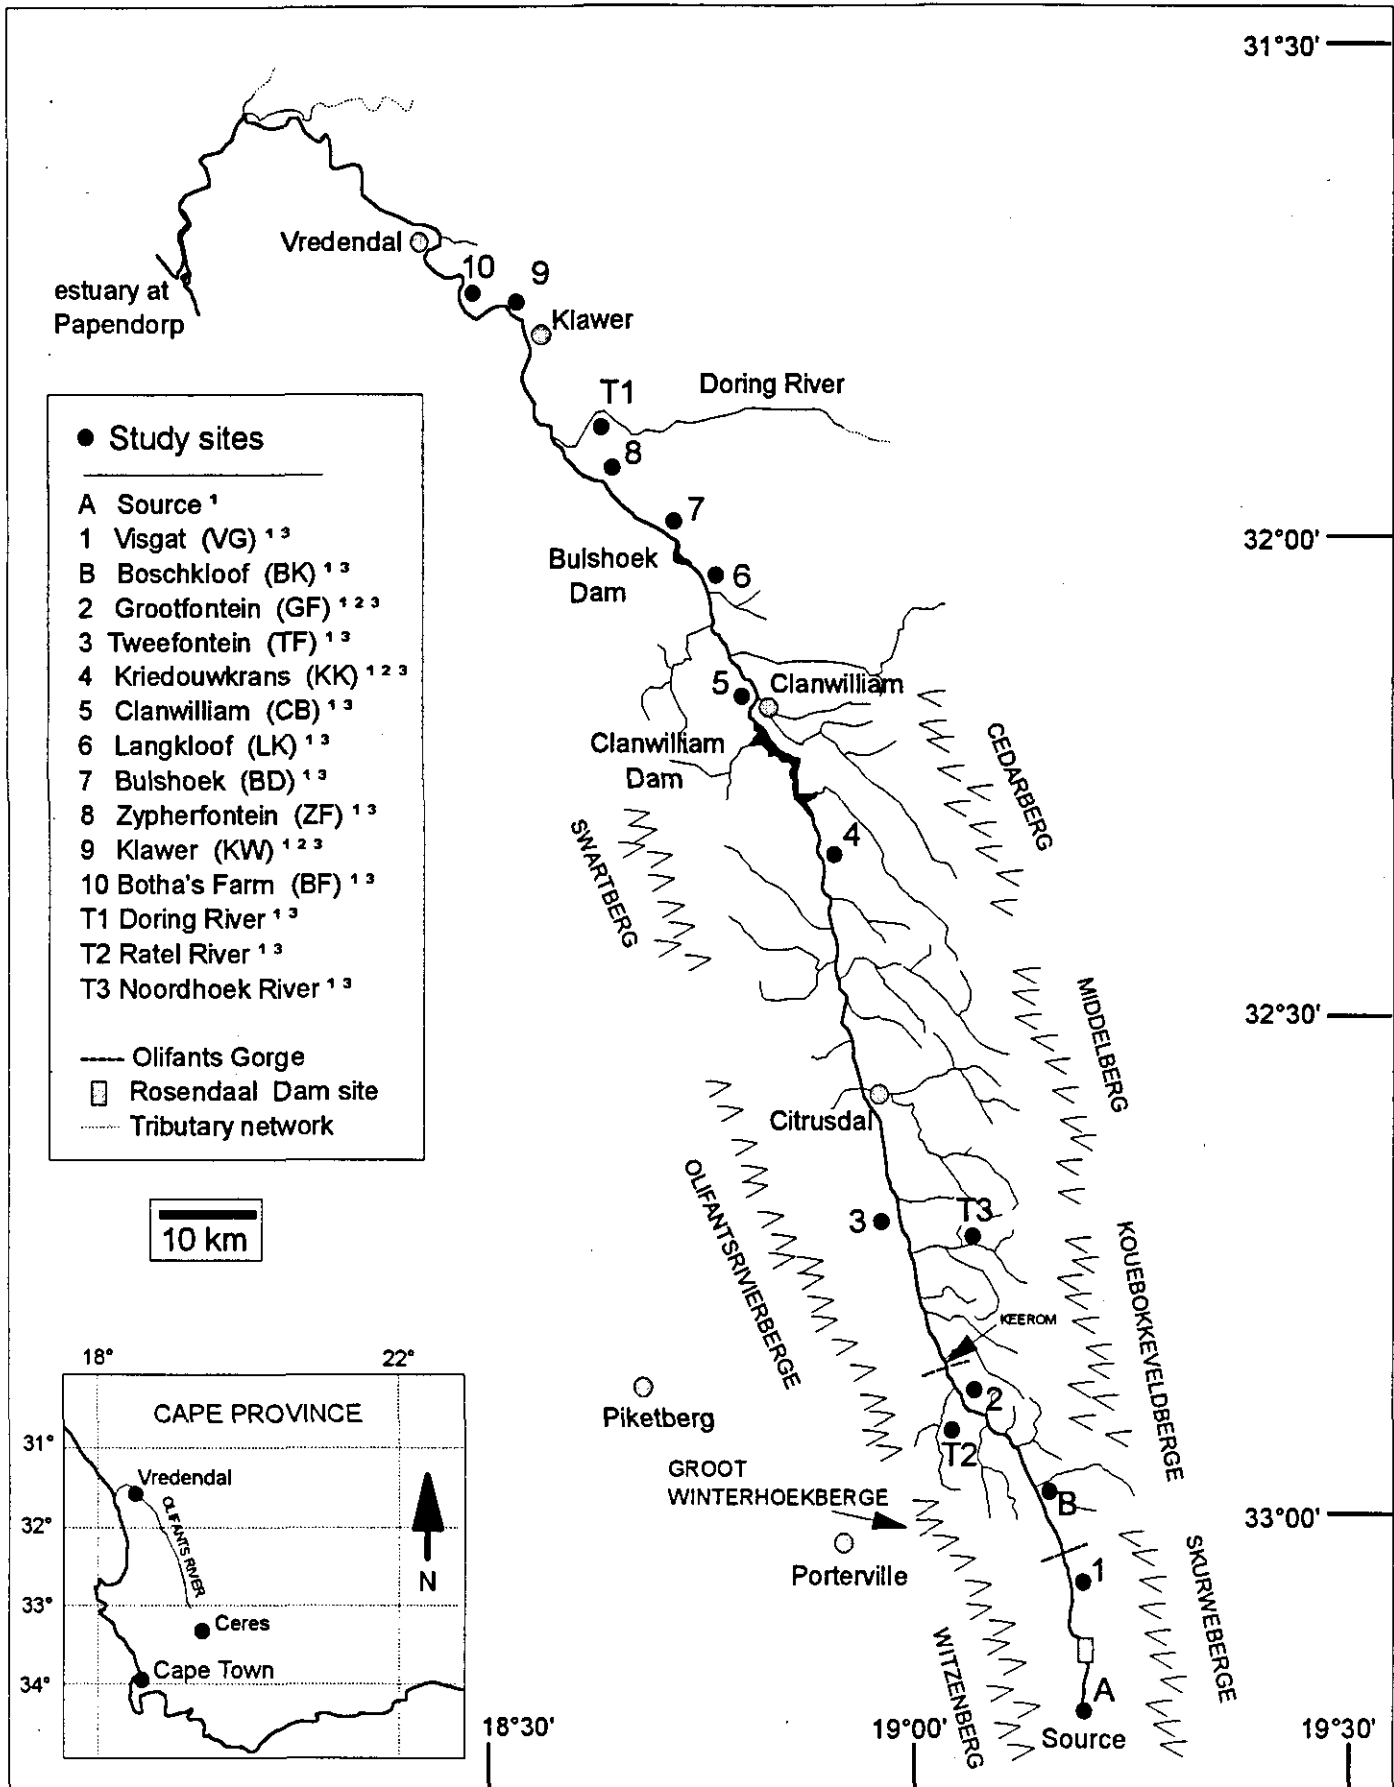 31°30'
Vredendal
10
9
estuary at
Papendorp
Klawer
T1
Doring River
8
7
32°00'
Bulshoek
Dam
6
5
Clanwilliam
Clanwilliam
Dam
CEDARBERG
SWARTBERG
4
32°30'
MIDDELBERG
Citrusdal
OLIFANTSRIVIERBERGE
3
T3
KOUEBOKKEVELDBERGE
KEEROM
2
Piketberg
T2
GROOT
WINTERHOEKBERGE
B
33°00'
Porterville
1
SKURWEBERGE
WITZENBERG
A
Source
18°30'
19°00'
19°30'
Study sites
A Source ¹
1 Visgat (VG) ¹ ³
B Boschkloof (BK) ¹ ³
2 Grootfontein (GF) ¹ ² ³
3 Tweefontein (TF) ¹ ³
4 Kriedouwkrans (KK) ¹ ² ³
5 Clanwilliam (CB) ¹ ³
6 Langkloof (LK) ¹ ³
7 Bulshoek (BD) ¹ ³
8 Zypherfontein (ZF) ¹ ³
9 Klawer (KW) ¹ ² ³
10 Botha's Farm (BF) ¹ ³
T1 Doring River ¹ ³
T2 Ratel River ¹ ³
T3 Noordhoek River ¹ ³
Olifants Gorge
Rosendaal Dam site
Tributary network
10 km
18°
22°
CAPE PROVINCE
31°
Vredendal
32°
OLIFANTS RIVER
N
33°
Ceres
Cape Town
34°